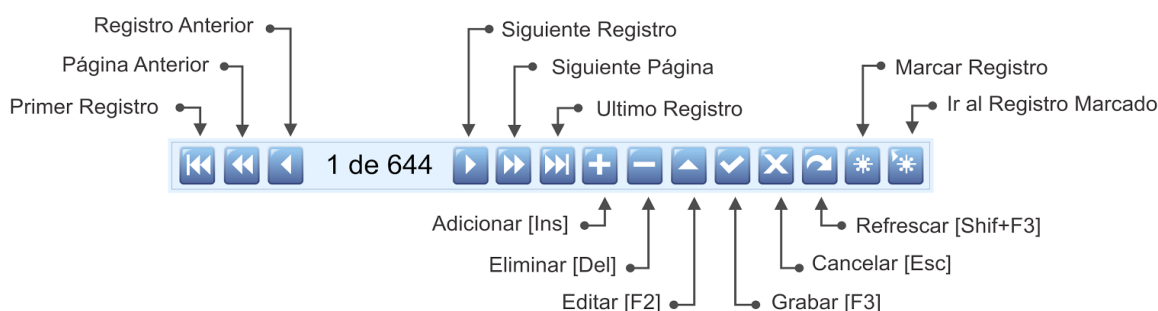 Registro Anterior
Siguiente Registro
Página Anterior
Siguiente Página
Marcar Registro
Primer Registro
Ultimo Registro
Ir al Registro Marcado
1 de 644
Adicionar [Ins]
Refrescar [Shif+F3]
Eliminar [Del]
Cancelar [Esc]
Editar [F2]
Grabar [F3]